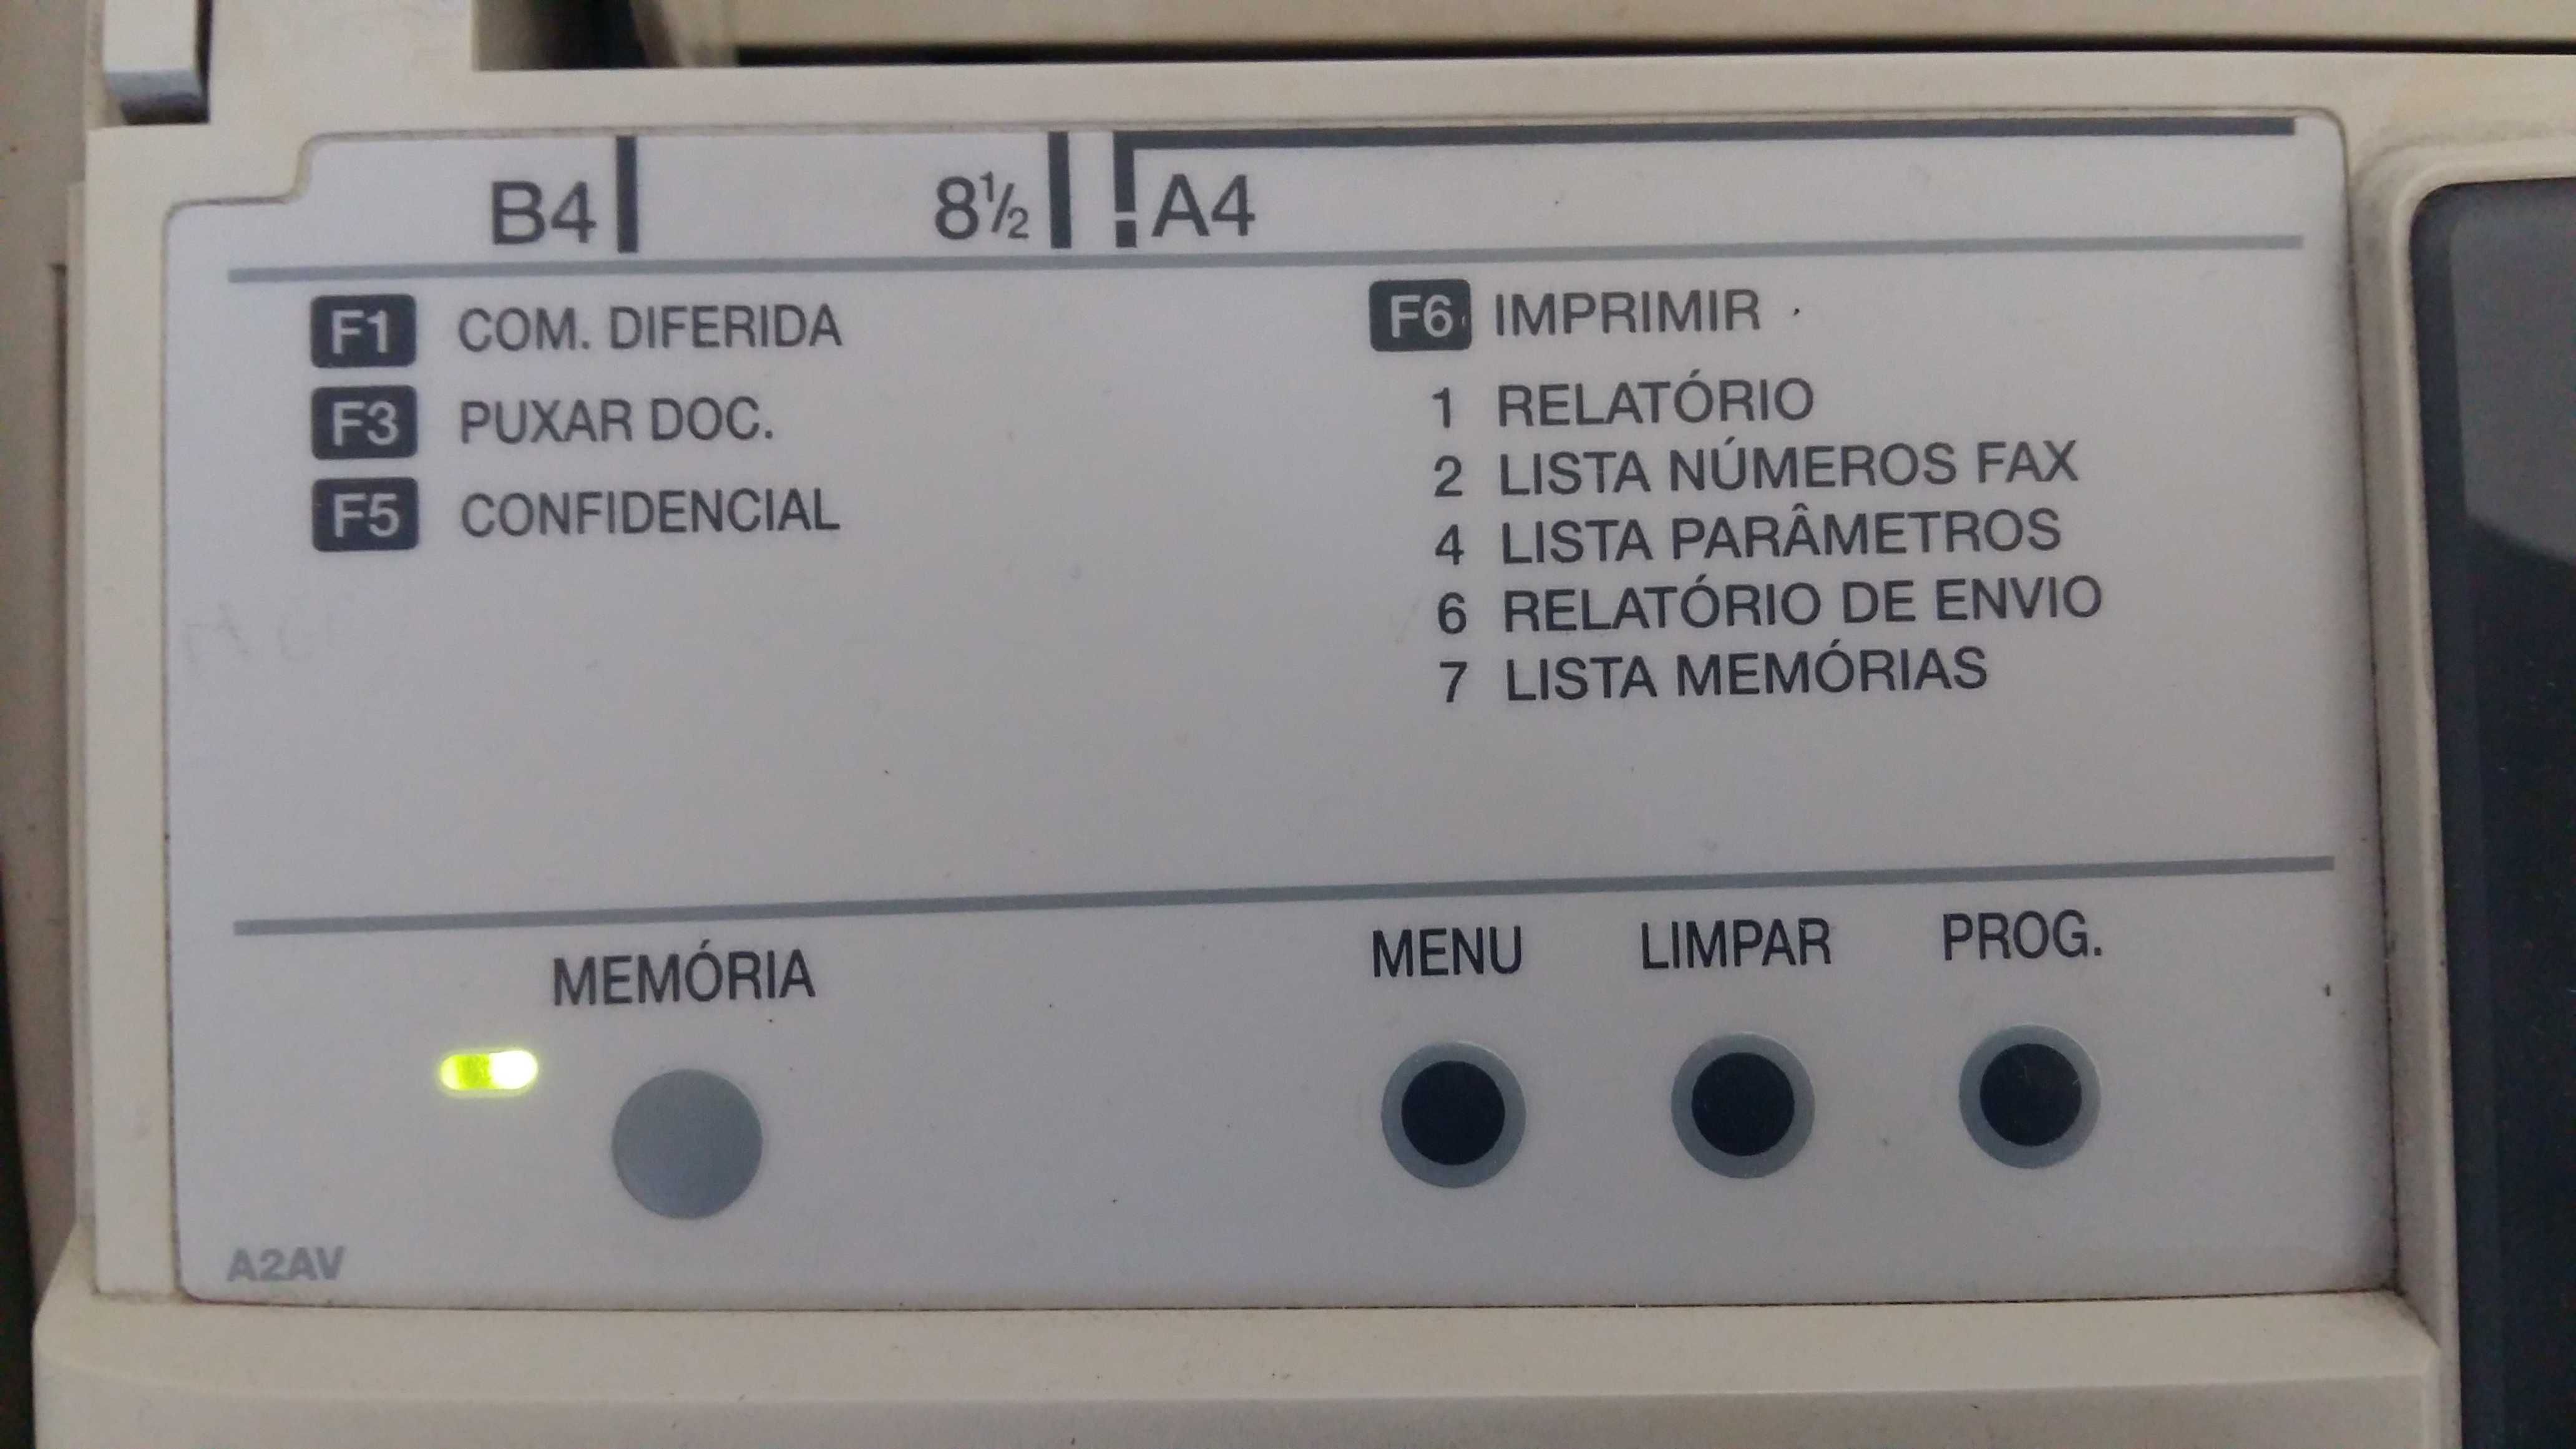 B4 8½ A4
F1 COM. DIFERIDA
F3 PUXAR DOC.
F5 CONFIDENCIAL
F6 IMPRIMIR
1 RELATÓRIO
2 LISTA NÚMEROS FAX
4 LISTA PARÂMETROS
6 RELATÓRIO DE ENVIO
7 LISTA MEMÓRIAS
MEMÓRIA
MENU LIMPAR PROG.
A2AV